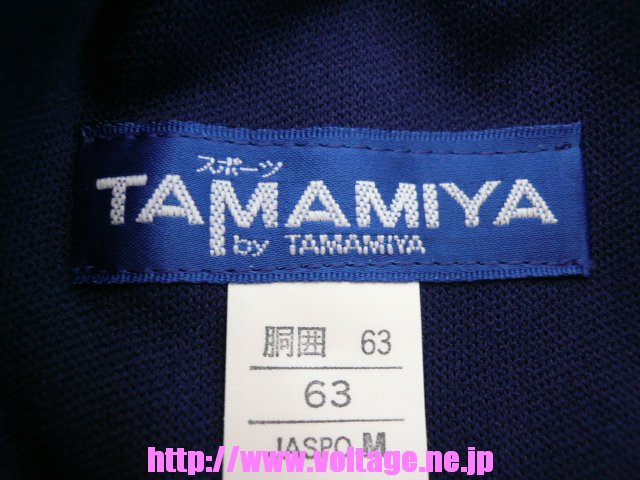 スポーツ
TAMAMIYA
by TAMAMIYA
胴囲 63
63
JASPO M
http://www.voltage.ne.jp